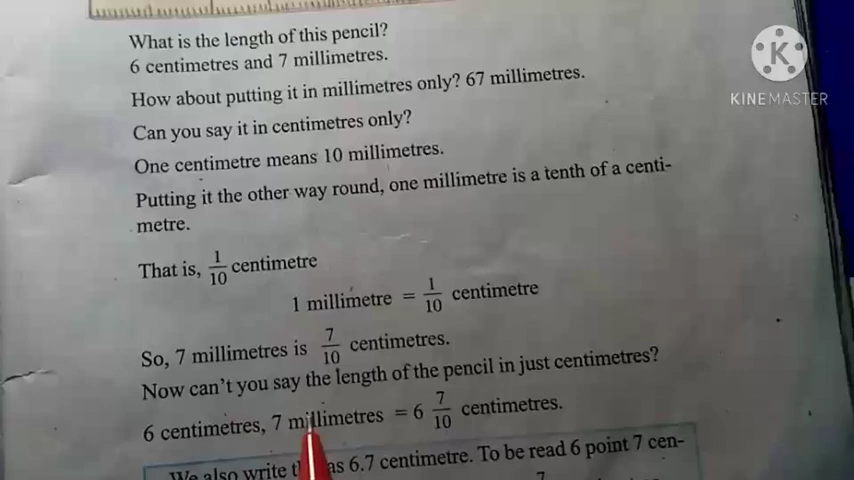 What is the length of this pencil?
6 centimetres and 7 millimetres.
How about putting it in millimetres only? 67 millimetres.
Can you say it in centimetres only?
One centimetre means 10 millimetres.
Putting it the other way round, one millimetre is a tenth of a centi-
metre.
That is, 1/10 centimetre
1 millimetre = 1/10 centimetre
So, 7 millimetres is 7/10 centimetres.
Now can't you say the length of the pencil in just centimetres?
6 centimetres, 7 millimetres = 6 7/10 centimetres.
We also write as 6.7 centimetre. To be read 6 point 7 cen-
7
KINEMASTER